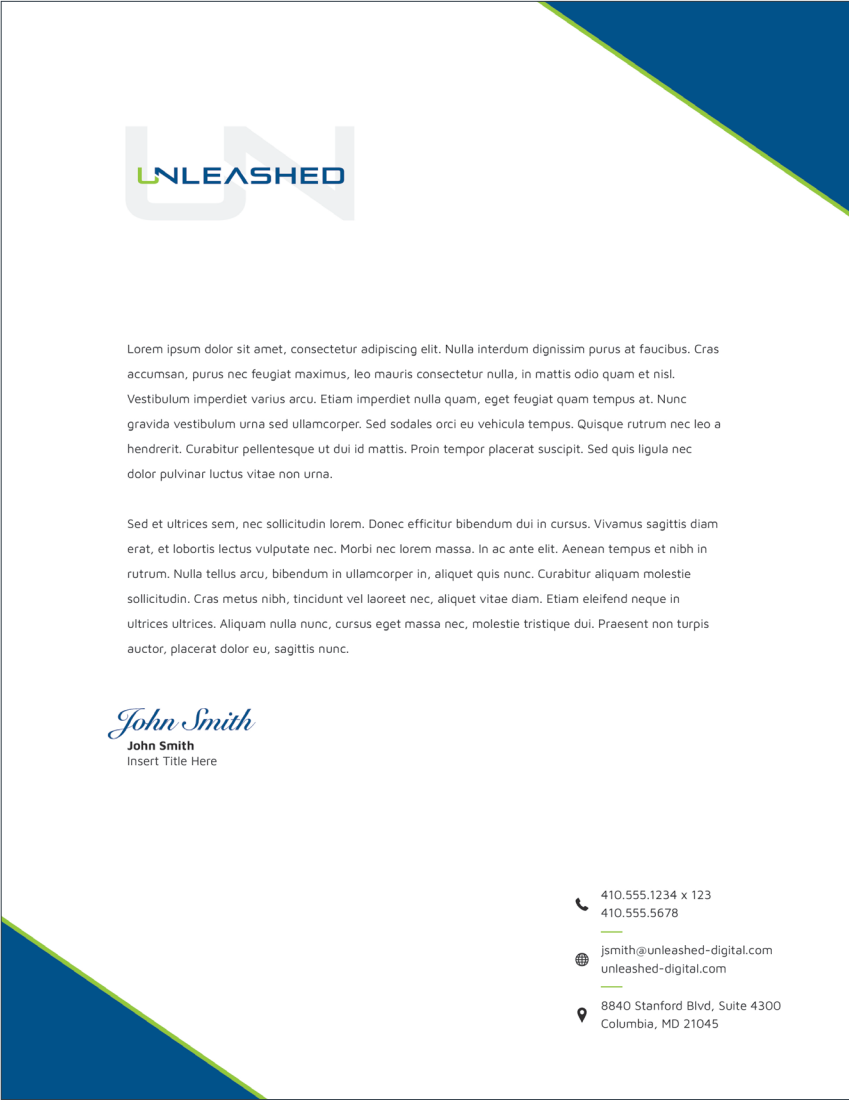 UNLEASHED
Lorem ipsum dolor sit amet, consectetur adipiscing elit. Nulla interdum dignissim purus at faucibus. Cras
accumsan, purus nec feugiat maximus, leo mauris consectetur nulla, in mattis odio quam et nisl.
Vestibulum imperdiet varius arcu. Etiam imperdiet nulla quam, eget feugiat quam tempus at. Nunc
gravida vestibulum urna sed ullamcorper. Sed sodales orci eu vehicula tempus. Quisque rutrum nec leo a
hendrerit. Curabitur pellentesque ut dui id mattis. Proin tempor placerat suscipit. Sed quis ligula nec
dolor pulvinar luctus vitae non urna.
Sed et ultrices sem, nec sollicitudin lorem. Donec efficitur bibendum dui in cursus. Vivamus sagittis diam
erat, et lobortis lectus vulputate nec. Morbi nec lorem massa. In ac ante elit. Aenean tempus et nibh in
rutrum. Nulla tellus arcu, bibendum in ullamcorper in, aliquet quis nunc. Curabitur aliquam molestie
sollicitudin. Cras metus nibh, tincidunt vel laoreet nec, aliquet vitae diam. Etiam eleifend neque in
ultrices ultrices. Aliquam nulla nunc, cursus eget massa nec, molestie tristique dui. Praesent non turpis
auctor, placerat dolor eu, sagittis nunc.
John Smith
John Smith
Insert Title Here
410.555.1234 x 123
410.555.5678
jsmith@unleashed-digital.com
unleashed-digital.com
8840 Stanford Blvd, Suite 4300
Columbia, MD 21045